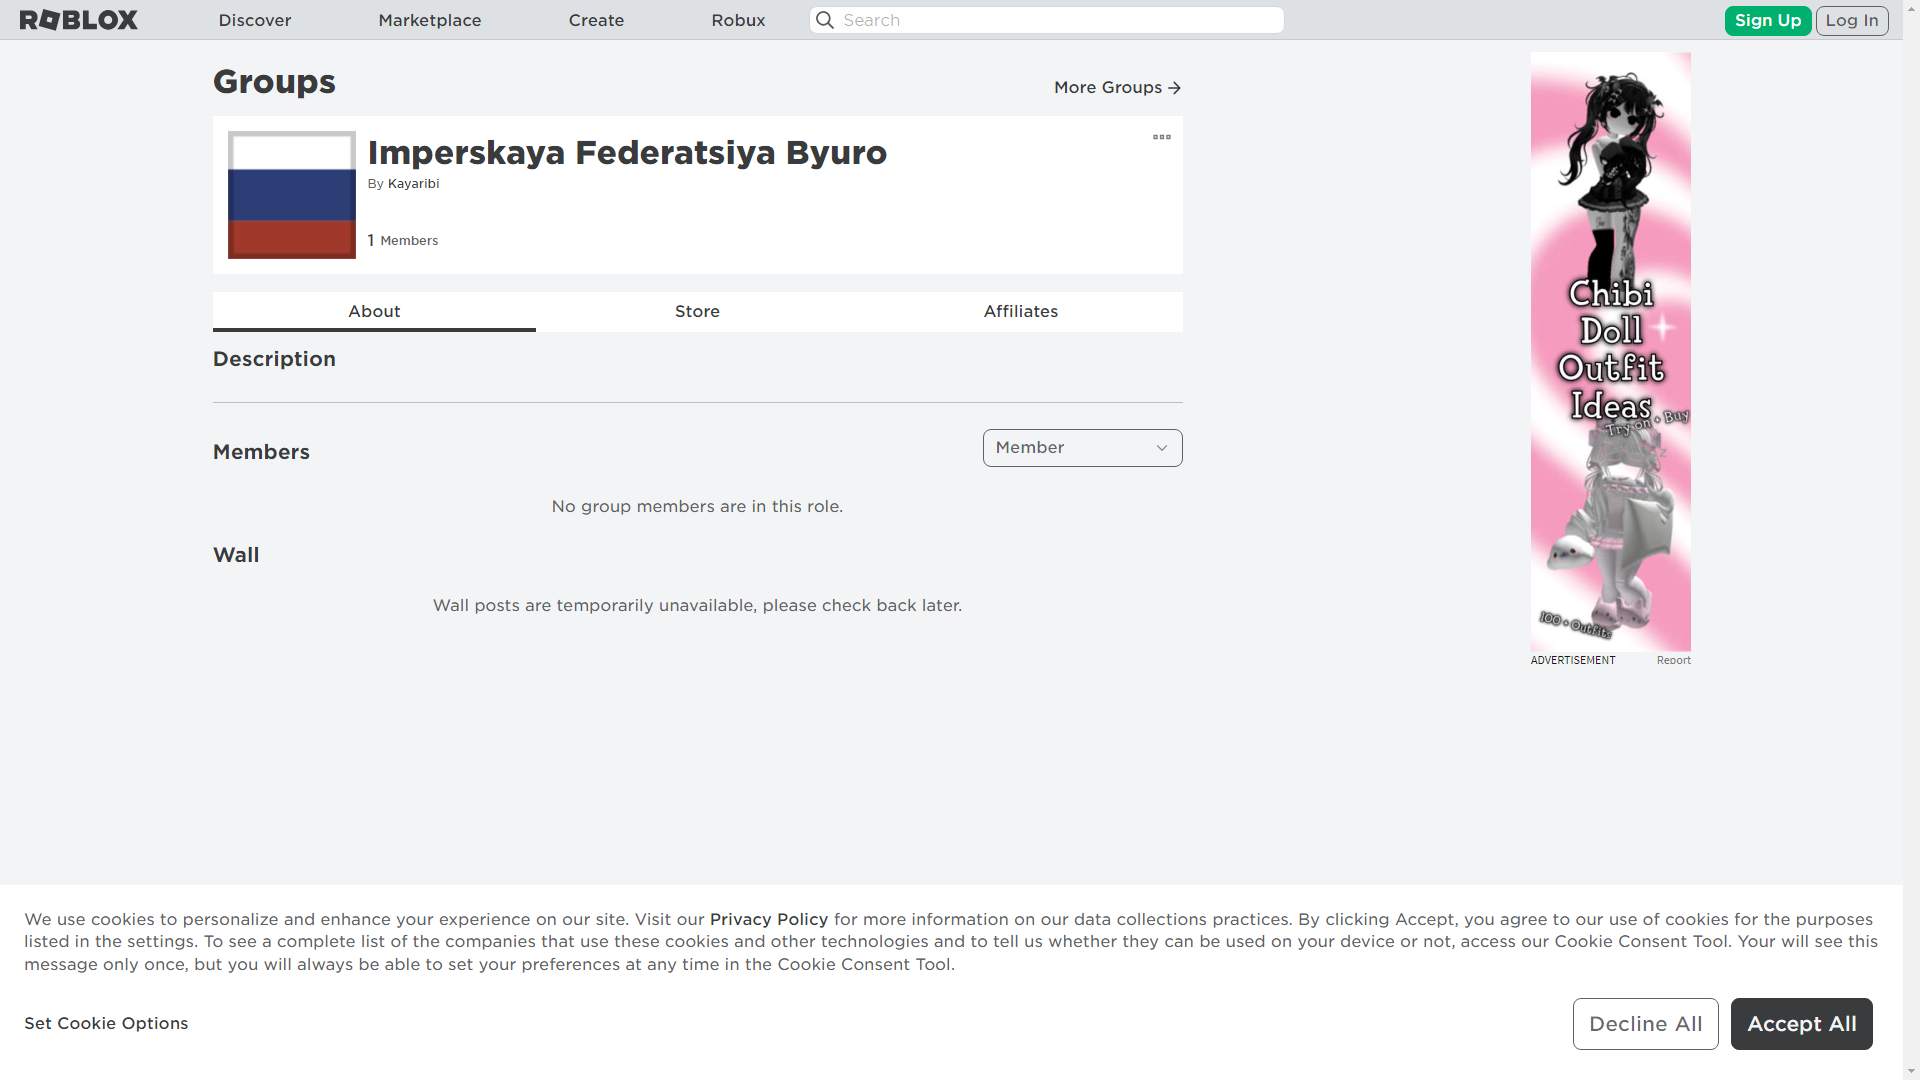 ROBLOX Discover Marketplace Create Robux Search Sign Up Log In
Groups
More Groups
Imperskaya Federatsiya Byuro
By Kayaribi
1 Members
About Store Affiliates
Description
Members
Member
No group members are in this role.
Wall
Wall posts are temporarily unavailable, please check back later.
Chibi
Doll
Outfit
Ideas
Try on + Buy
100 + Outfits
ADVERTISEMENT Report
We use cookies to personalize and enhance your experience on our site. Visit our Privacy Policy for more information on our data collections practices. By clicking Accept, you agree to our use of cookies for the purposes
listed in the settings. To see a complete list of the companies that use these cookies and other technologies and to tell us whether they can be used on your device or not, access our Cookie Consent Tool. Your will see this
message only once, but you will always be able to set your preferences at any time in the Cookie Consent Tool.
Set Cookie Options
Decline All
Accept All